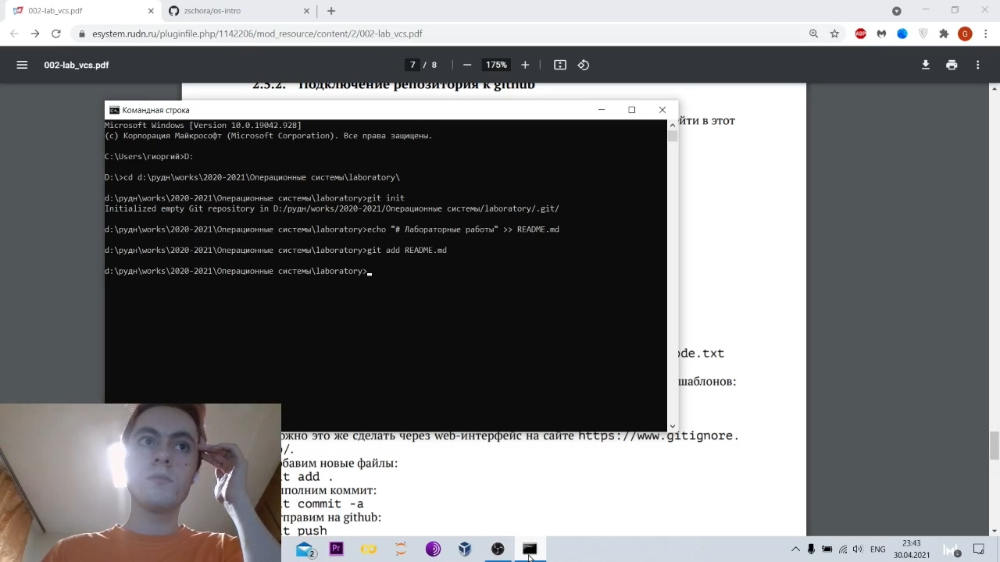 002-lab_vcs.pdf
zschora/os-intro
esystem.rudn.ru/pluginfile.php/1142206/mod_resource/content/2/002-lab_vcs.pdf
ABP
G
002-lab_vcs.pdf
7 / 8
175%
2.5.2. Подключение репозитория к github
йти в этот
Командная строка
Microsoft Windows [Version 10.0.19042.928]
(c) Корпорация Майкрософт (Microsoft Corporation). Все права защищены.
C:\Users\гиоргий>D:
D:\>cd d:\рудн\works\2020-2021\Операционные системы\laboratory\
d:\рудн\works\2020-2021\Операционные системы\laboratory>git init
Initialized empty Git repository in D:/рудн/works/2020-2021/Операционные системы/laboratory/.git/
d:\рудн\works\2020-2021\Операционные системы\laboratory>echo "# Лабораторные работы" >> README.md
d:\рудн\works\2020-2021\Операционные системы\laboratory>git add README.md
d:\рудн\works\2020-2021\Операционные системы\laboratory>
ode.txt
шаблонов:
ожно это же сделать через web-интерфейс на сайте https://www.gitignore.
/.
бавим новые файлы:
t add .
полним коммит:
t commit -a
правим на github:
t push
2
Pr
ENG
23:43
30.04.2021